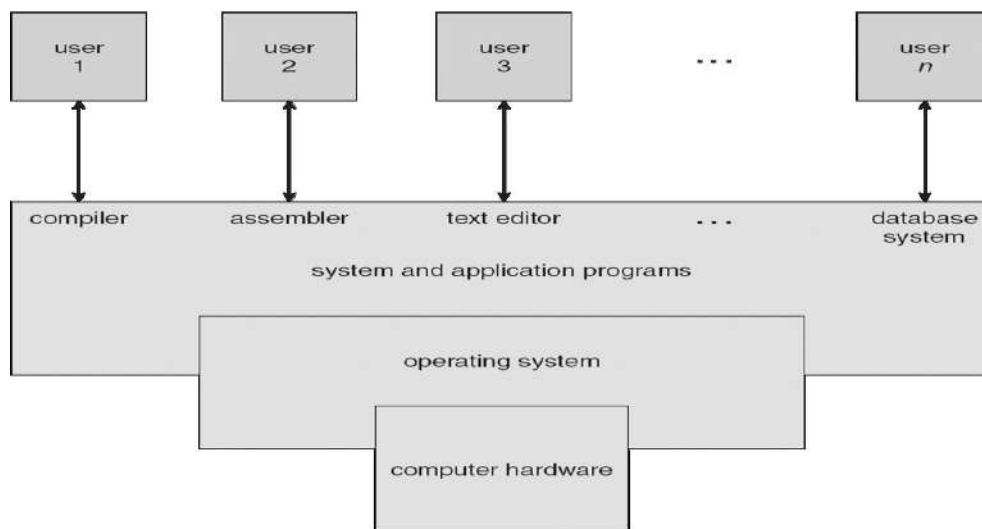 user
1
user
2
user
3
...
user
n
compiler
assembler
text editor
...
database
system
system and application programs
operating system
computer hardware